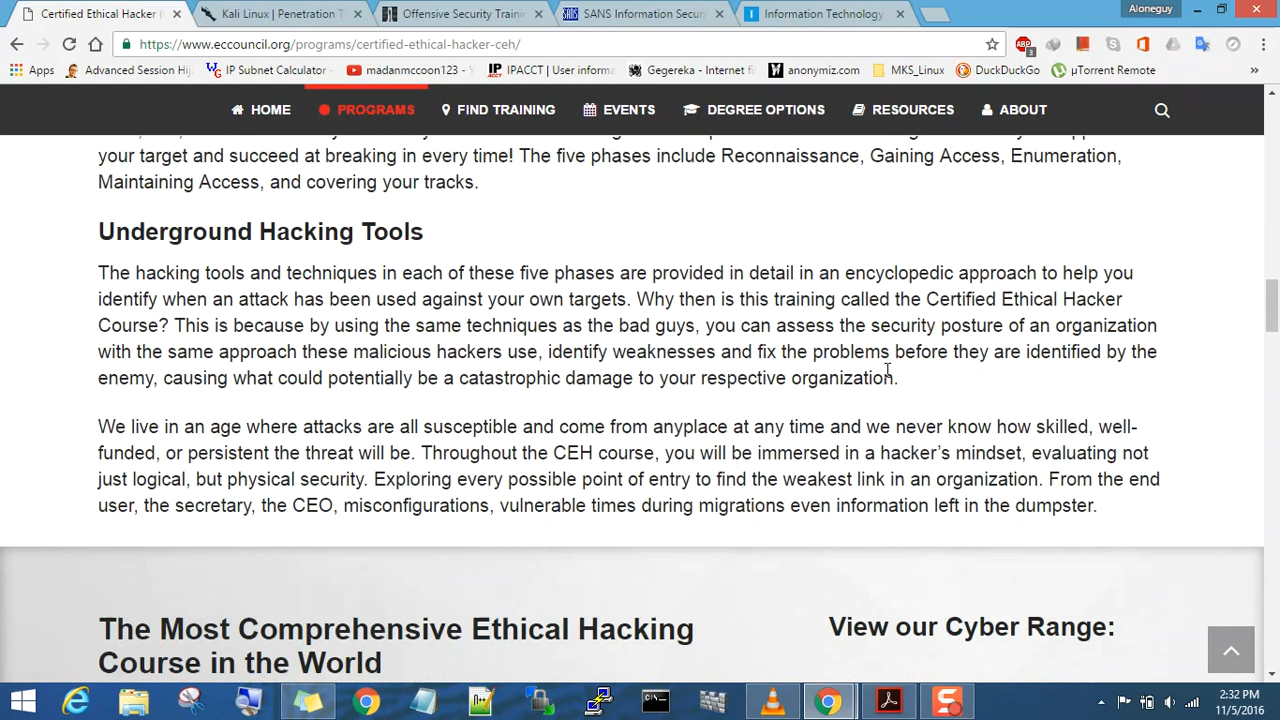 Certified Ethical Hacker (
Kali Linux | Penetration T
Offensive Security Trainin
SANS Information Securi
Information Technology
Aloneguy
https://www.eccouncil.org/programs/certified-ethical-hacker-ceh/
ABP
3
Apps
Advanced Session Hij
IP Subnet Calculator
madanmccoon123 - Y
IPACCT | User informa
Gegereka - Internet fi
anonymiz.com
MKS_Linux
DuckDuckGo
µTorrent Remote
»
HOME
PROGRAMS
FIND TRAINING
EVENTS
DEGREE OPTIONS
RESOURCES
ABOUT
your target and succeed at breaking in every time! The five phases include Reconnaissance, Gaining Access, Enumeration,
Maintaining Access, and covering your tracks.
Underground Hacking Tools
The hacking tools and techniques in each of these five phases are provided in detail in an encyclopedic approach to help you
identify when an attack has been used against your own targets. Why then is this training called the Certified Ethical Hacker
Course? This is because by using the same techniques as the bad guys, you can assess the security posture of an organization
with the same approach these malicious hackers use, identify weaknesses and fix the problems before they are identified by the
enemy, causing what could potentially be a catastrophic damage to your respective organization.
We live in an age where attacks are all susceptible and come from anyplace at any time and we never know how skilled, well-
funded, or persistent the threat will be. Throughout the CEH course, you will be immersed in a hacker's mindset, evaluating not
just logical, but physical security. Exploring every possible point of entry to find the weakest link in an organization. From the end
user, the secretary, the CEO, misconfigurations, vulnerable times during migrations even information left in the dumpster.
The Most Comprehensive Ethical Hacking
Course in the World
View our Cyber Range:
2:32 PM
11/5/2016